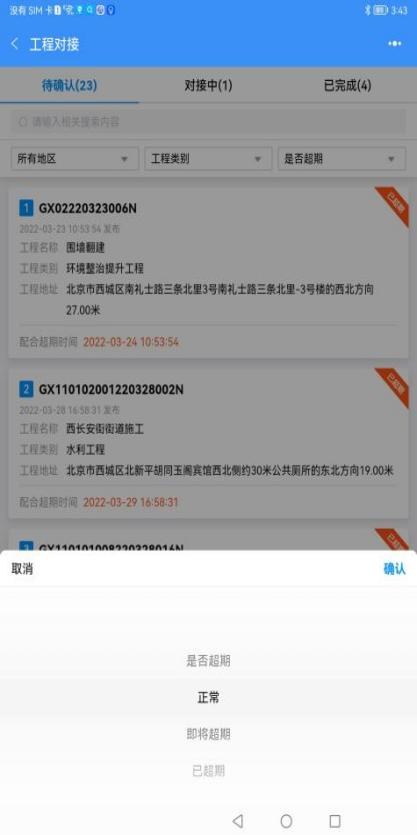 没有 SIM 卡
3:43
工程对接
待确认(23)
对接中(1)
已完成(4)
请输入相关搜索内容
所有地区
工程类别
是否超期
1 GX02220323006N
已超期
2022-03-23 10:53:54 发布
工程名称 围墙翻建
工程类别 环境整治提升工程
工程地址 北京市西城区南礼士路三条北里3号南礼士路三条北里-3号楼的西北方向
27.00米
配合超期时间 2022-03-24 10:53:54
2 GX110102001220328002N
已超期
2022-03-28 16:58:31 发布
工程名称 西长安街街道施工
工程类别 水利工程
工程地址 北京市西城区北新平胡同玉阁宾馆西北侧约30米公共厕所的东北方向19.00米
配合超期时间 2022-03-29 16:58:31
3 GX110101008220328016N
取消
确认
是否超期
正常
即将超期
已超期